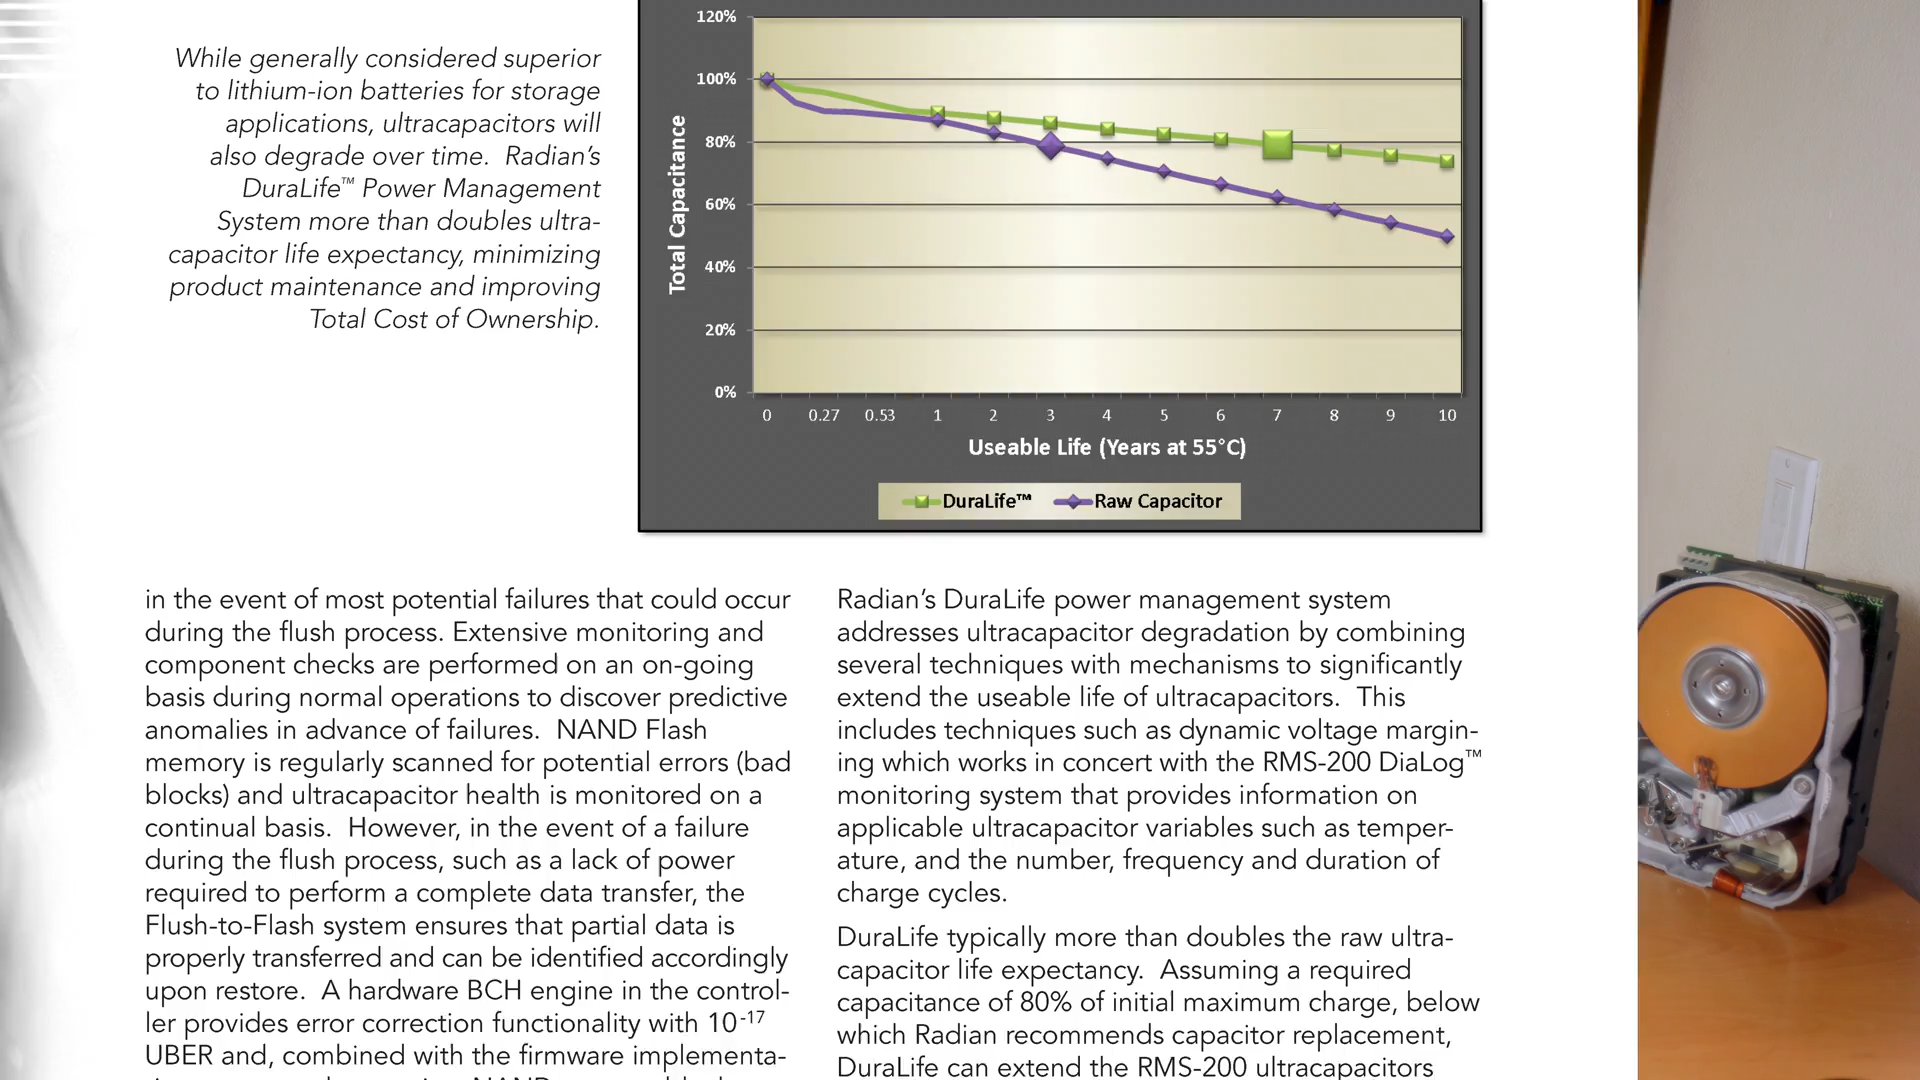 While generally considered superior
to lithium-ion batteries for storage
applications, ultracapacitors will
also degrade over time.  Radian’s
DuraLife™ Power Management
System more than doubles ultra-
capacitor life expectancy, minimizing
product maintenance and improving
Total Cost of Ownership.
120%
100%
80%
60%
40%
20%
0%
Total Capacitance
0 0.27 0.53 1 2 3 4 5 6 7 8 9 10
Useable Life (Years at 55°C)
DuraLife™ Raw Capacitor
in the event of most potential failures that could occur
during the flush process. Extensive monitoring and
component checks are performed on an on-going
basis during normal operations to discover predictive
anomalies in advance of failures.  NAND Flash
memory is regularly scanned for potential errors (bad
blocks) and ultracapacitor health is monitored on a
continual basis.  However, in the event of a failure
during the flush process, such as a lack of power
required to perform a complete data transfer, the
Flush-to-Flash system ensures that partial data is
properly transferred and can be identified accordingly
upon restore.  A hardware BCH engine in the control-
ler provides error correction functionality with 10⁻¹⁷
UBER and, combined with the firmware implementa-
Radian’s DuraLife power management system
addresses ultracapacitor degradation by combining
several techniques with mechanisms to significantly
extend the useable life of ultracapacitors.  This
includes techniques such as dynamic voltage margin-
ing which works in concert with the RMS-200 DiaLog™
monitoring system that provides information on
applicable ultracapacitor variables such as temper-
ature, and the number, frequency and duration of
charge cycles.
DuraLife typically more than doubles the raw ultra-
capacitor life expectancy.  Assuming a required
capacitance of 80% of initial maximum charge, below
which Radian recommends capacitor replacement,
DuraLife can extend the RMS-200 ultracapacitors